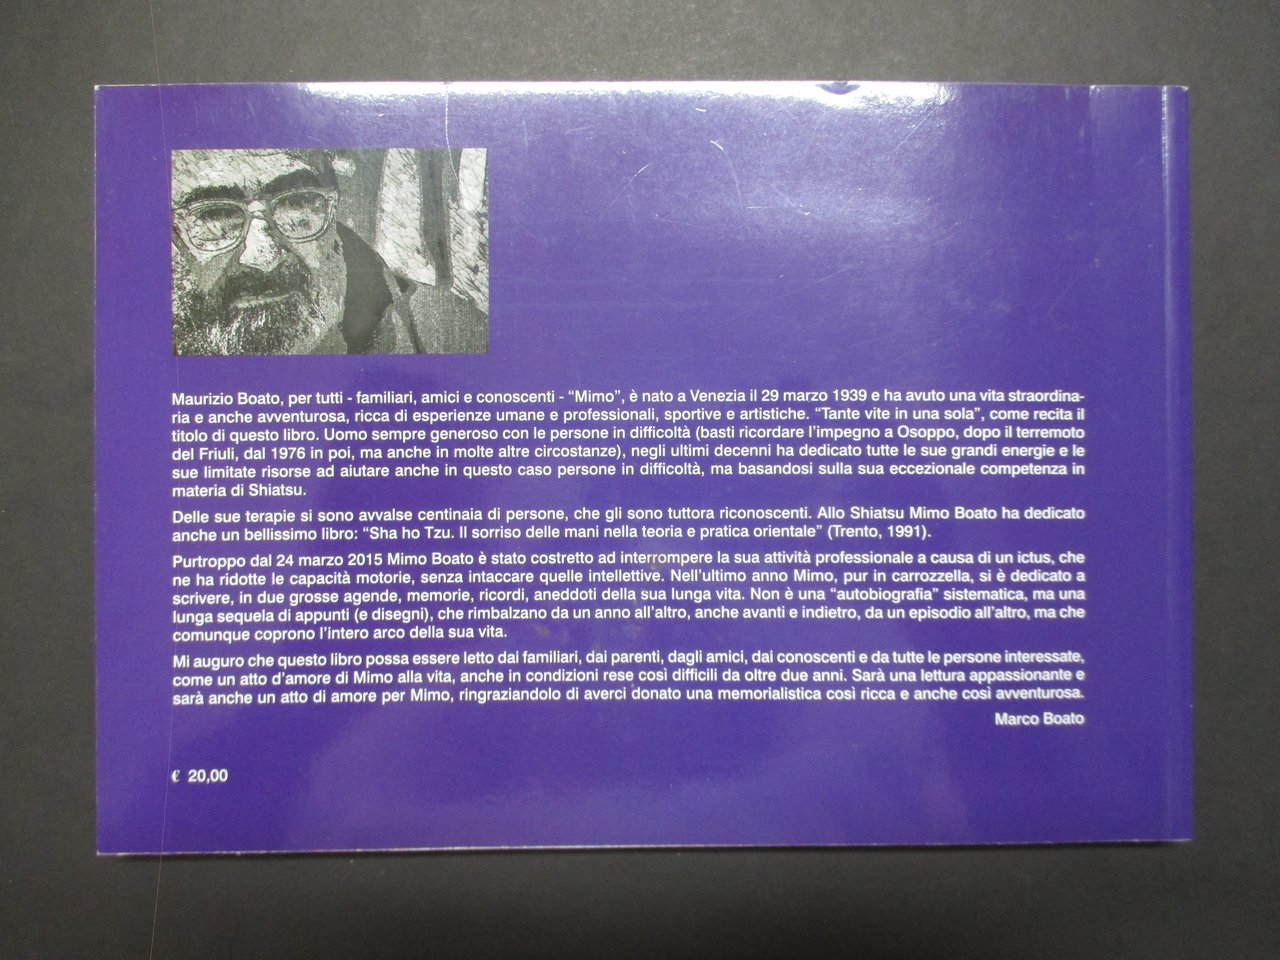 Maurizio Boato, per tutti - familiari, amici e conoscenti - “Mimo”, è nato a Venezia il 29 marzo 1939 e ha avuto una vita straordina-
ria e anche avventurosa, ricca di esperienze umane e professionali, sportive e artistiche. “Tante vite in una sola”, come recita il
titolo di questo libro. Uomo sempre generoso con le persone in difficoltà (basti ricordare l’impegno a Osoppo, dopo il terremoto
del Friuli, dal 1976 in poi, ma anche in molte altre circostanze), negli ultimi decenni ha dedicato tutte le sue grandi energie e le
sue limitate risorse ad aiutare anche in questo caso persone in difficoltà, ma basandosi sulla sua eccezionale competenza in
materia di Shiatsu.
Delle sue terapie si sono avvalse centinaia di persone, che gli sono tuttora riconoscenti. Allo Shiatsu Mimo Boato ha dedicato
anche un bellissimo libro: “Sha ho Tzu. Il sorriso delle mani nella teoria e pratica orientale” (Trento, 1991).
Purtroppo dal 24 marzo 2015 Mimo Boato è stato costretto ad interrompere la sua attività professionale a causa di un ictus, che
ne ha ridotte le capacità motorie, senza intaccare quelle intellettive. Nell’ultimo anno Mimo, pur in carrozzella, si è dedicato a
scrivere, in due grosse agende, memorie, ricordi, aneddoti della sua lunga vita. Non è una “autobiografia” sistematica, ma una
lunga sequela di appunti (e disegni), che rimbalzano da un anno all’altro, anche avanti e indietro, da un episodio all’altro, ma che
comunque coprono l’intero arco della sua vita.
Mi auguro che questo libro possa essere letto dai familiari, dai parenti, dagli amici, dai conoscenti e da tutte le persone interessate,
come un atto d’amore di Mimo alla vita, anche in condizioni rese così difficili da oltre due anni. Sarà una lettura appassionante e
sarà anche un atto di amore per Mimo, ringraziandolo di averci donato una memorialistica così ricca e anche così avventurosa.
Marco Boato
€ 20,00